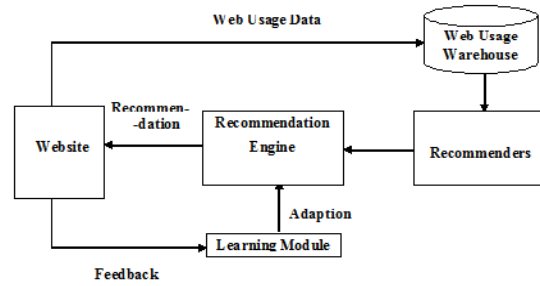 Web Usage Data
Web Usage
Warehouse
Recommen-
-dation
Recommendation
Engine
Website
Recommenders
Adaption
Learning Module
Feedback